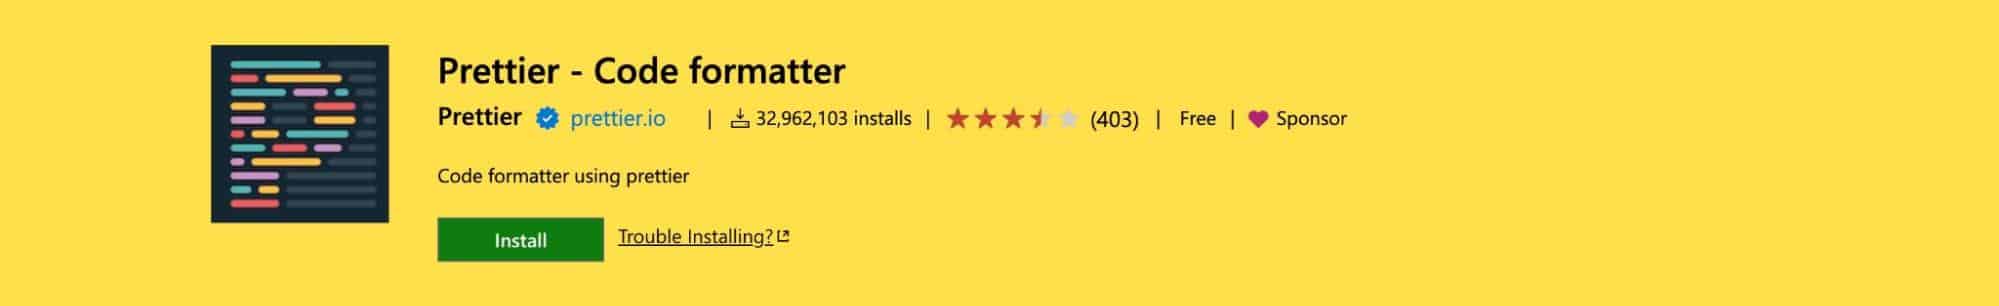 Prettier - Code formatter
Prettier prettier.io | 32,962,103 installs | (403) | Free | Sponsor
Code formatter using prettier
Install Trouble Installing?